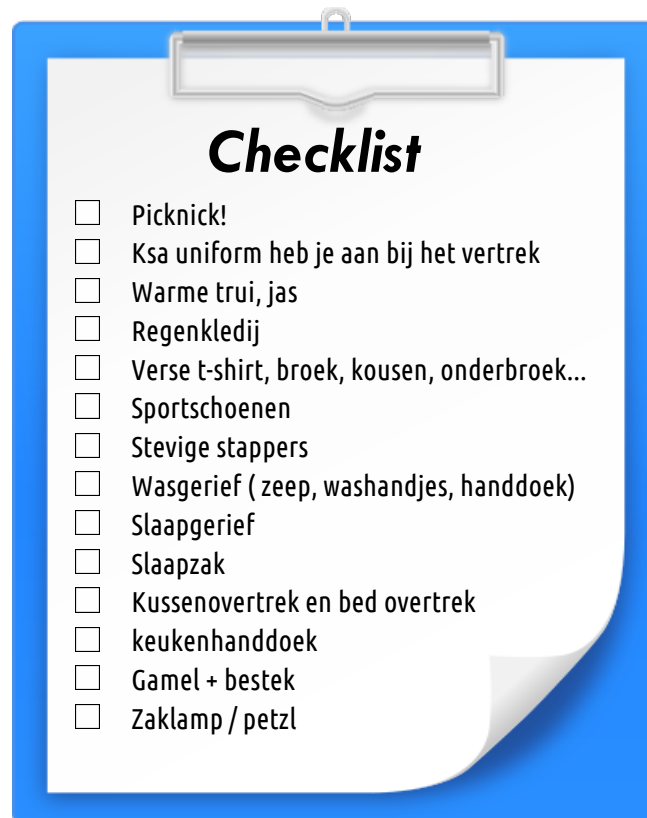 Checklist
Picknick!
Ksa uniform heb je aan bij het vertrek
Warme trui, jas
Regenkledij
Verse t-shirt, broek, kousen, onderbroek...
Sportschoenen
Stevige stappers
Wasgerief ( zeep, washandjes, handdoek)
Slaapgerief
Slaapzak
Kussenovertrek en bed overtrek
keukenhanddoek
Gamel + bestek
Zaklamp / petzl